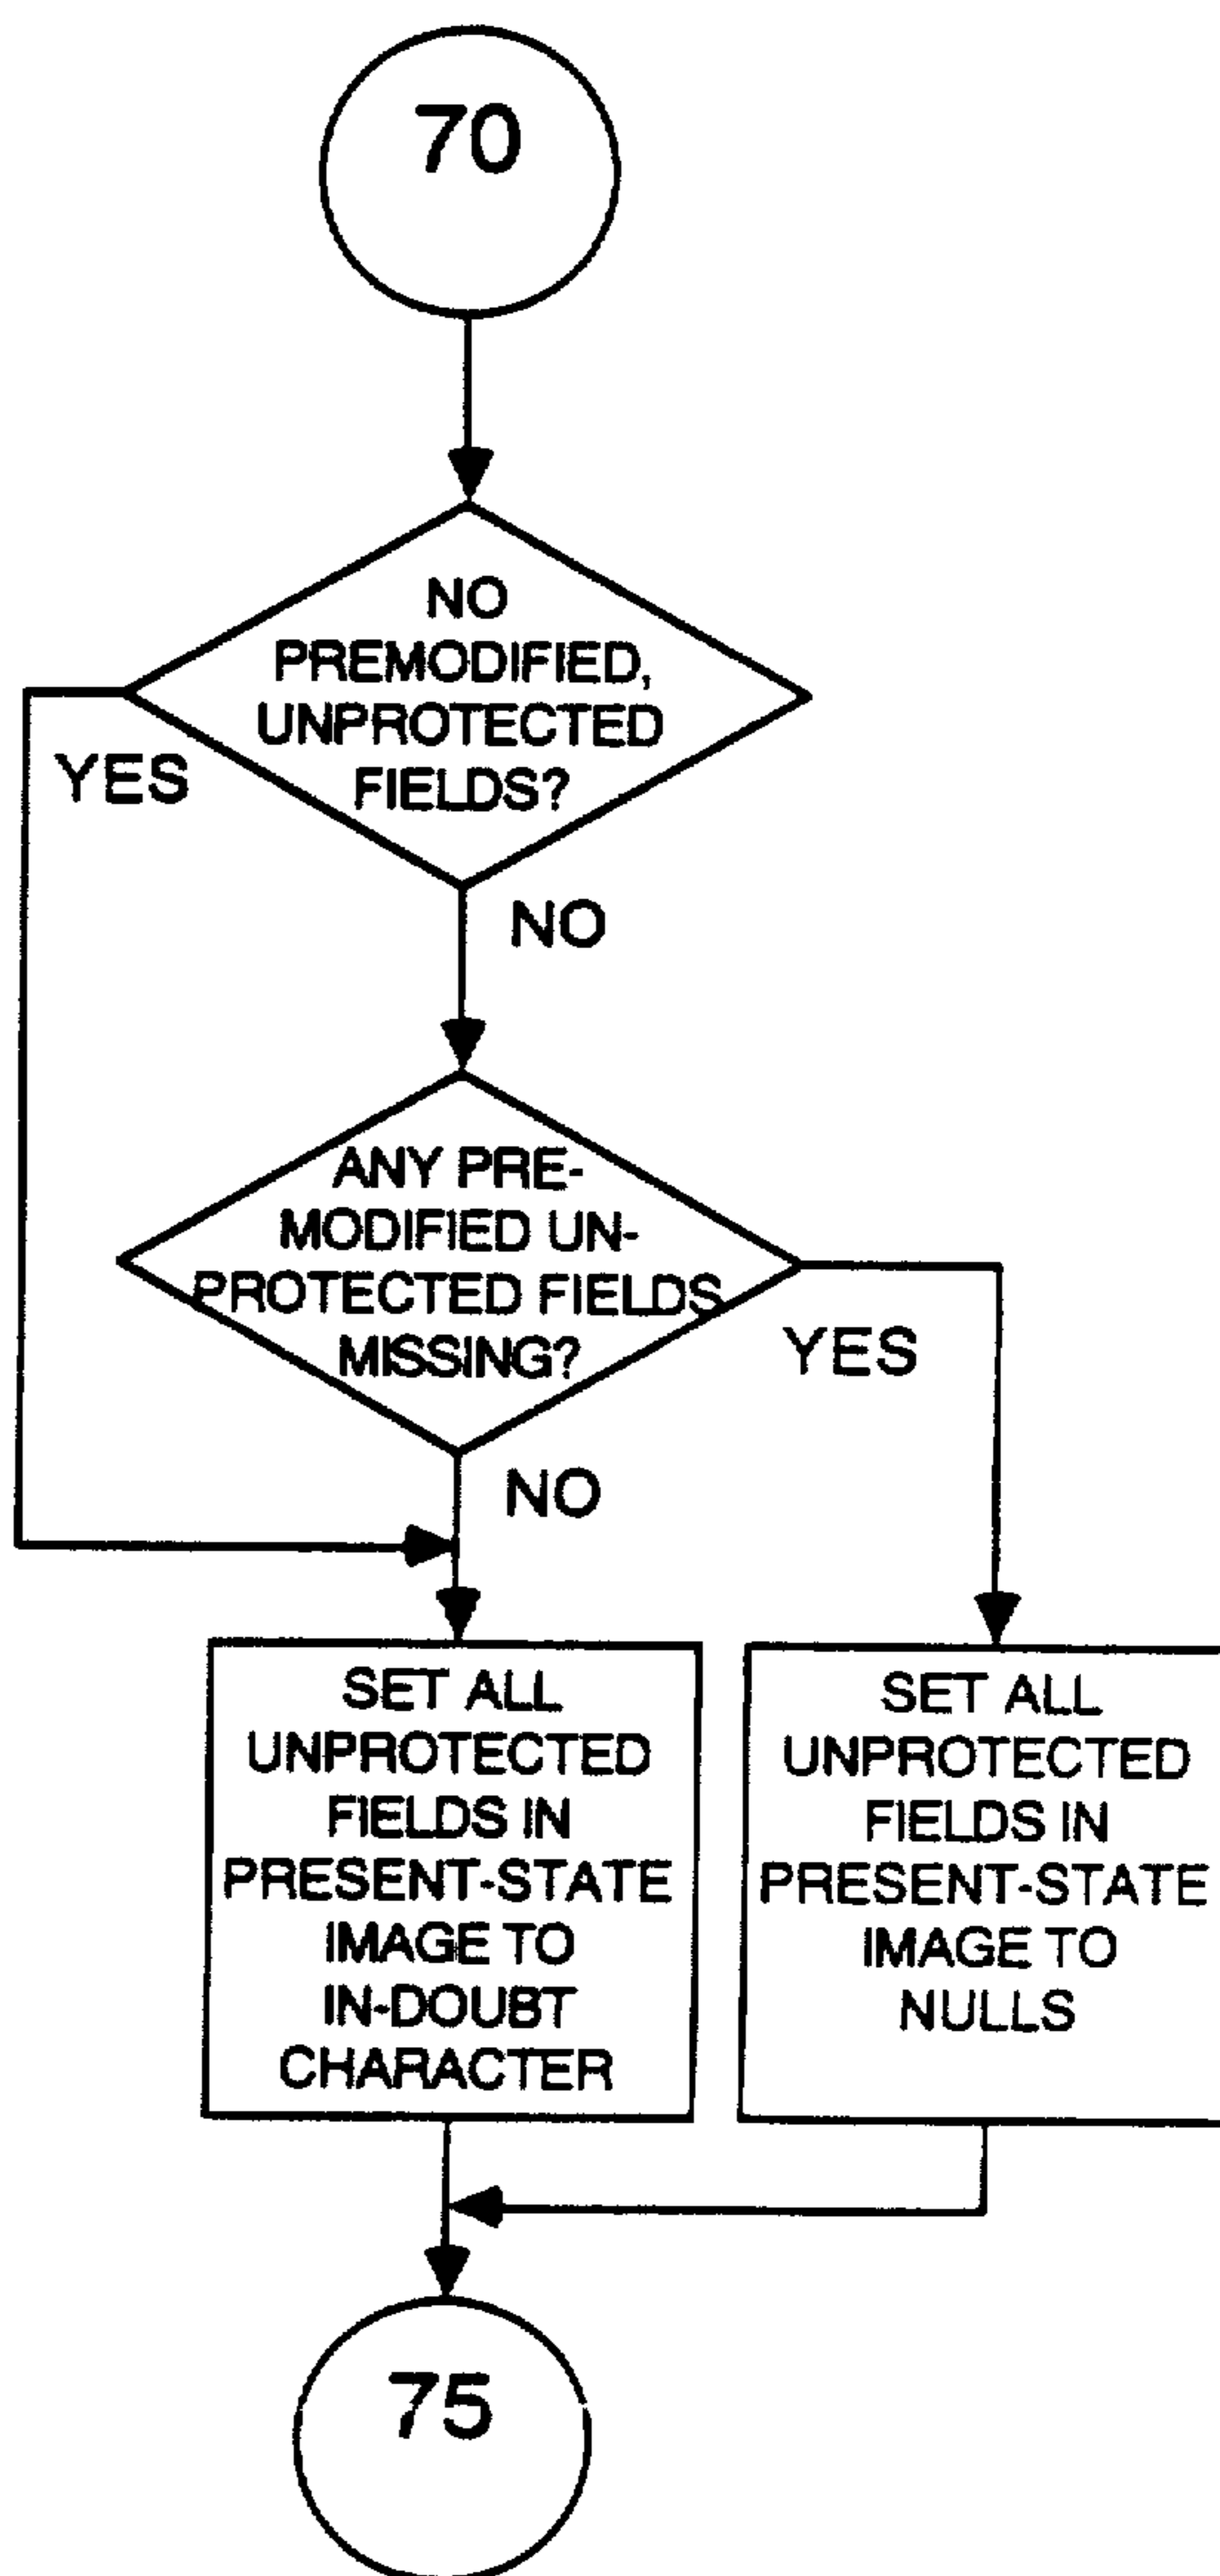 70
NO
PREMODIFIED,
UNPROTECTED
FIELDS?
YES
NO
ANY PRE-
MODIFIED UN-
PROTECTED FIELDS
MISSING?
YES
NO
SET ALL
UNPROTECTED
FIELDS IN
PRESENT-STATE
IMAGE TO
IN-DOUBT
CHARACTER
SET ALL
UNPROTECTED
FIELDS IN
PRESENT-STATE
IMAGE TO
NULLS
75